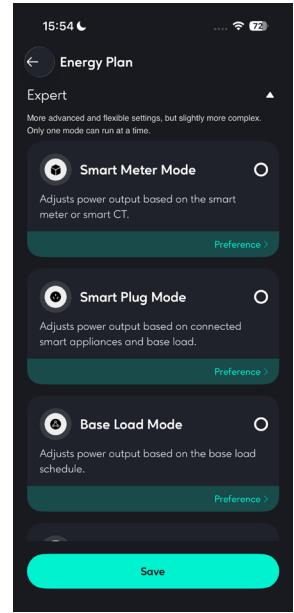 15:54
72
Energy Plan
Expert
More advanced and flexible settings, but slightly more complex.
Only one mode can run at a time.
Smart Meter Mode
Adjusts power output based on the smart
meter or smart CT.
Preference >
Smart Plug Mode
Adjusts power output based on connected
smart appliances and base load.
Preference >
Base Load Mode
Adjusts power output based on the base load
schedule.
Preference >
Save